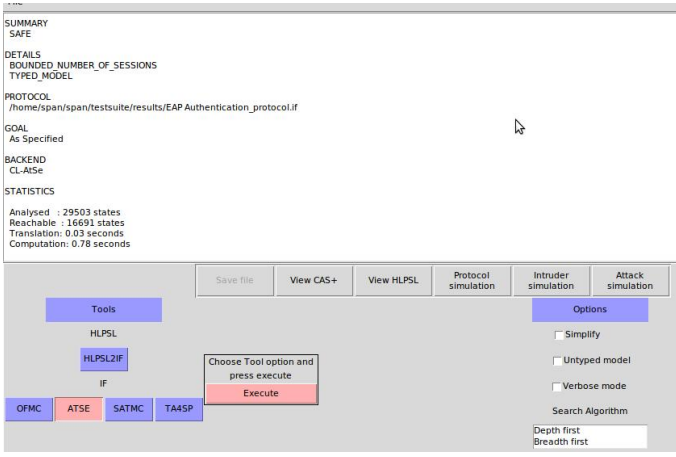 File
SUMMARY
SAFE
DETAILS
BOUNDED_NUMBER_OF_SESSIONS
TYPED_MODEL
PROTOCOL
/home/span/span/testsuite/results/EAP Authentication_protocol.if
GOAL
As Specified
BACKEND
CL-AtSe
STATISTICS
Analysed : 29503 states
Reachable : 16691 states
Translation: 0.03 seconds
Computation: 0.78 seconds
Save file
View CAS+
View HLPSL
Protocol
simulation
Intruder
simulation
Attack
simulation
Tools
HLPSL
HLPSL2IF
IF
OFMC
ATSE
SATMC
TA4SP
Choose Tool option and
press execute
Execute
Options
Simplify
Untyped model
Verbose mode
Search Algorithm
Depth first
Breadth first